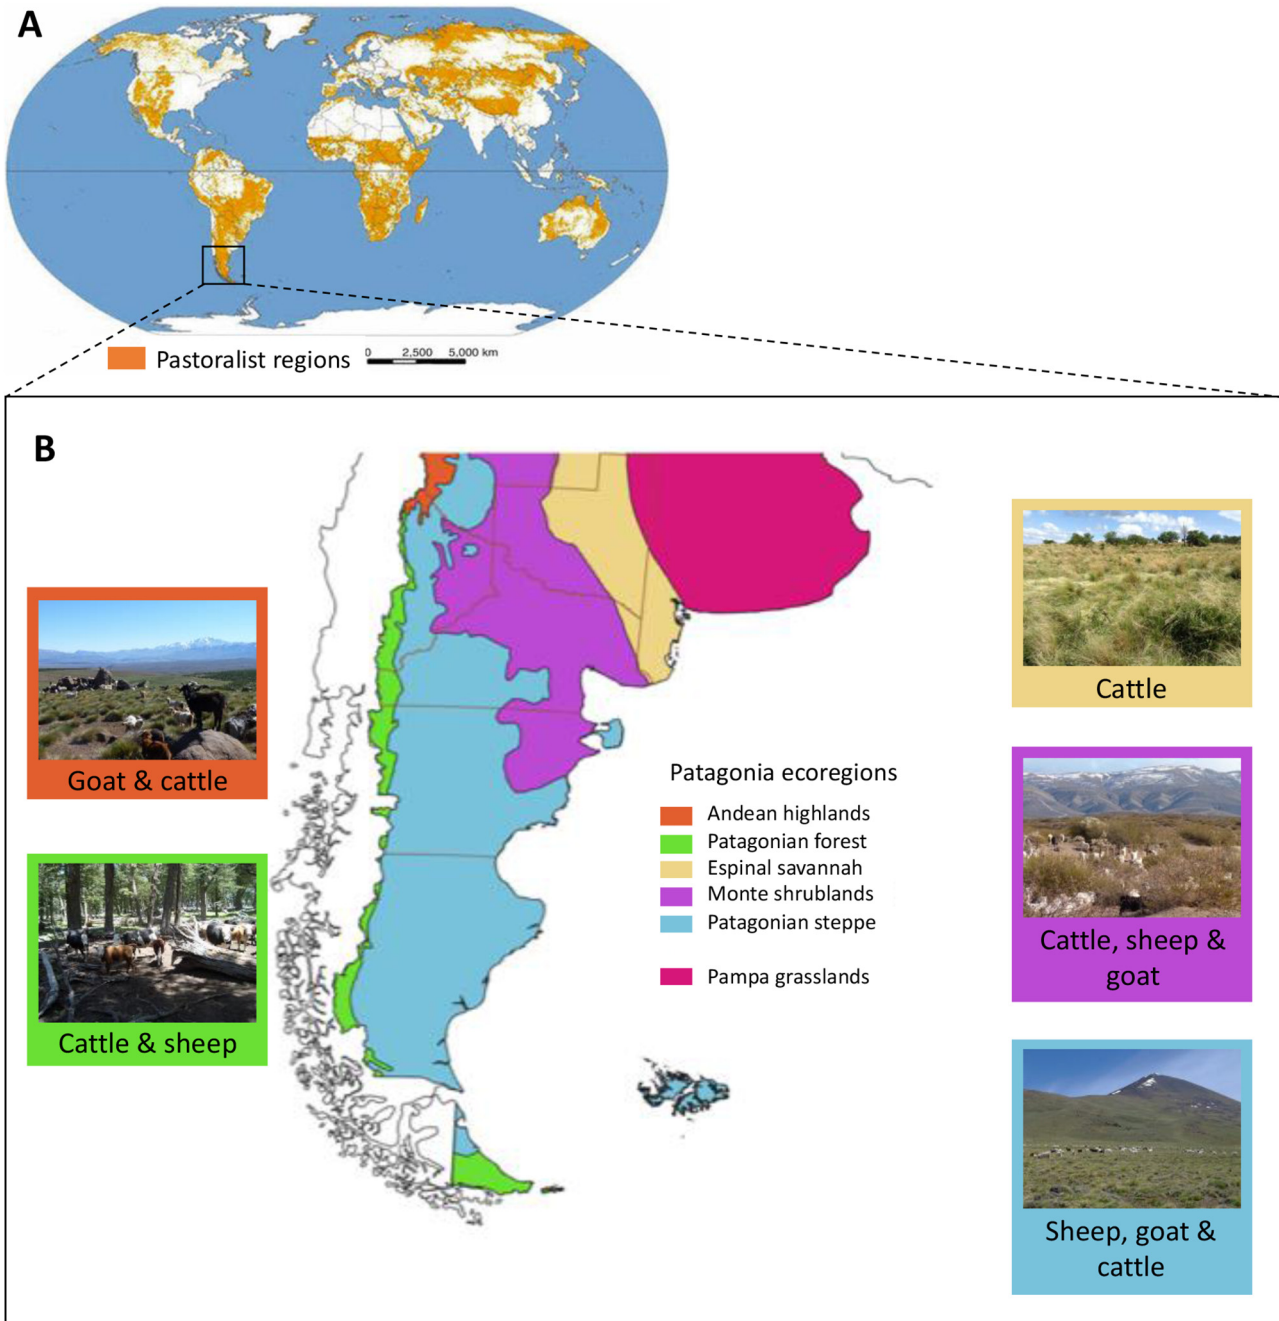 A
Pastoralist regions
0 2,500 5,000 km
B
Goat & cattle
Cattle & sheep
Patagonia ecoregions
Andean highlands
Patagonian forest
Espinal savannah
Monte shrublands
Patagonian steppe
Pampa grasslands
Cattle
Cattle, sheep &
goat
Sheep, goat &
cattle